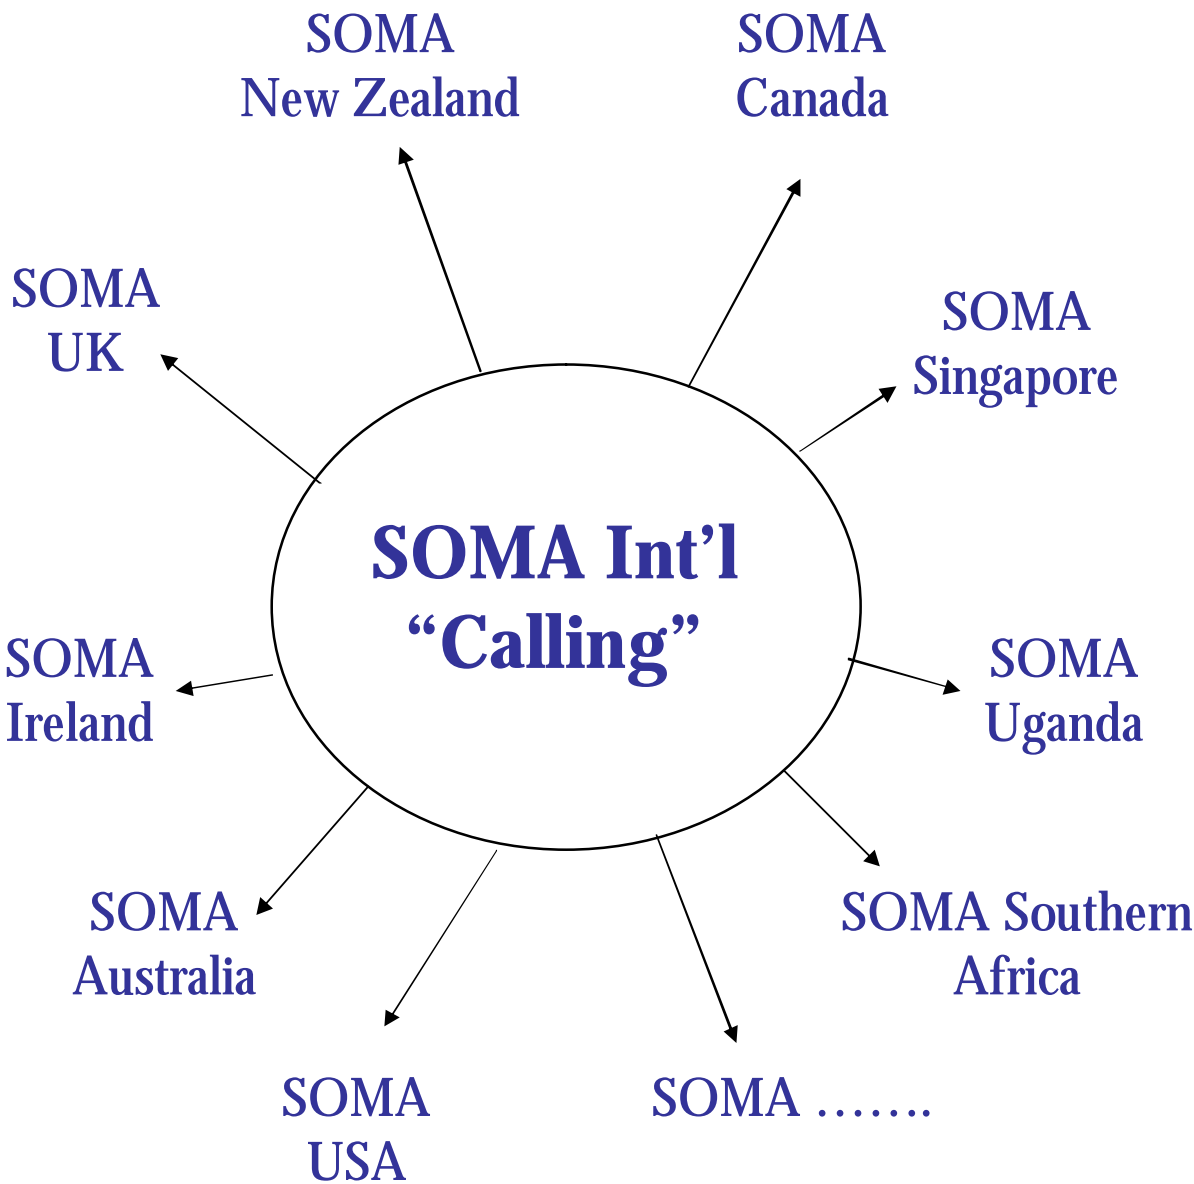 SOMA
New Zealand
SOMA
Canada
SOMA
UK
SOMA
Singapore
SOMA Int’l
“Calling”
SOMA
Ireland
SOMA
Uganda
SOMA
Australia
SOMA Southern
Africa
SOMA
USA
SOMA …….